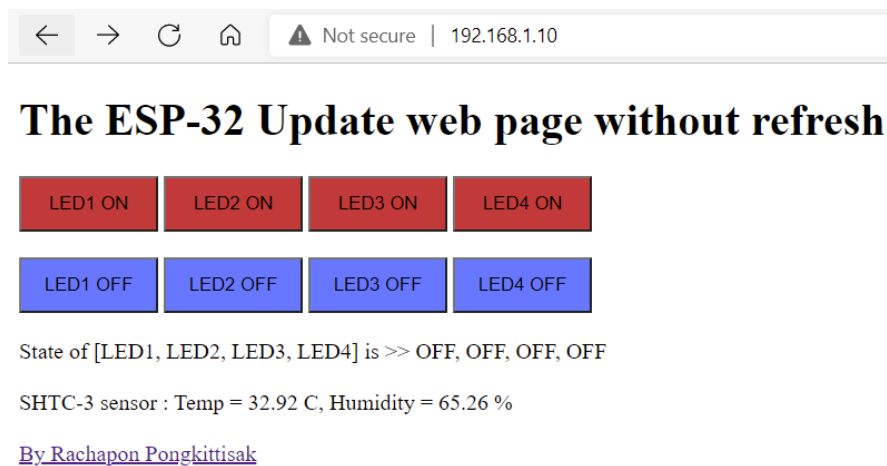 Not secure | 192.168.1.10
The ESP-32 Update web page without refresh
LED1 ON LED2 ON LED3 ON LED4 ON
LED1 OFF LED2 OFF LED3 OFF LED4 OFF
State of [LED1, LED2, LED3, LED4] is >> OFF, OFF, OFF, OFF
SHTC-3 sensor : Temp = 32.92 C, Humidity = 65.26 %
By Rachapon Pongkittisak